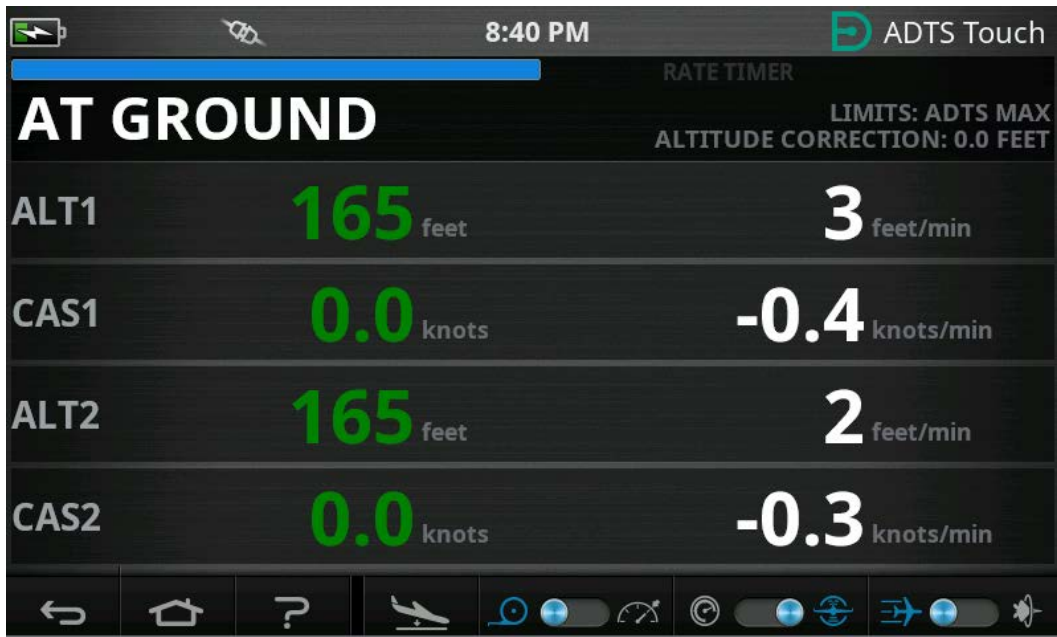 8:40 PM ADTS Touch
RATE TIMER
AT GROUND
LIMITS: ADTS MAX
ALTITUDE CORRECTION: 0.0 FEET
ALT1 165 feet 3 feet/min
CAS1 0.0 knots -0.4 knots/min
ALT2 165 feet 2 feet/min
CAS2 0.0 knots -0.3 knots/min
?